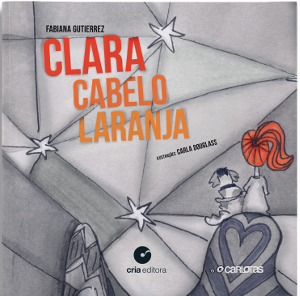 FABIANA GUTIERREZ
CLARA
CABELO
LARANJA
ILUSTRAÇÕES CARLA DOUGLASS
cria editora
O CARLOTAS